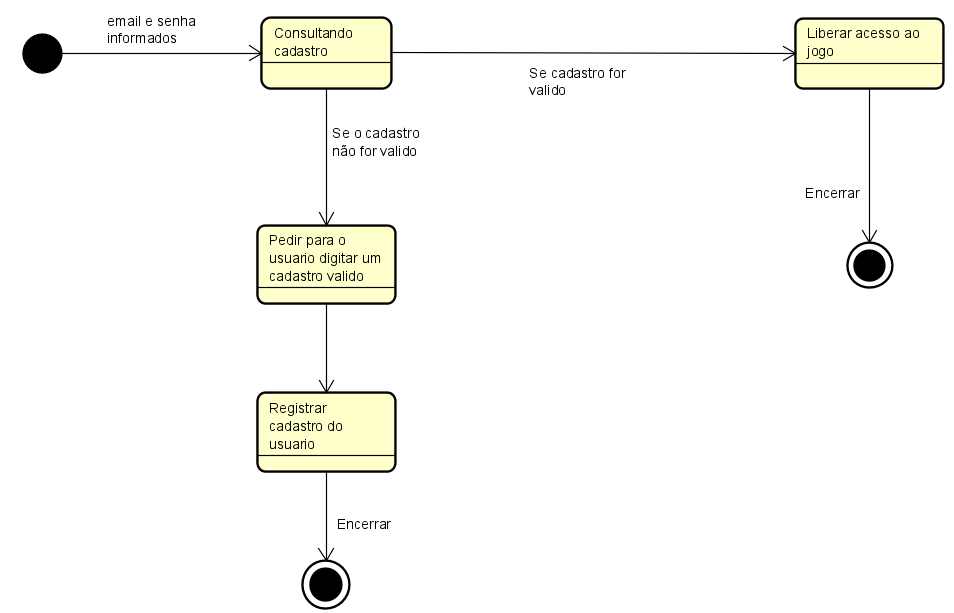 email e senha
informados
Consultando
cadastro
Se cadastro for
valido
Liberar acesso ao
jogo
Se o cadastro
não for valido
Encerrar
Pedir para o
usuario digitar um
cadastro valido
Registrar
cadastro do
usuario
Encerrar